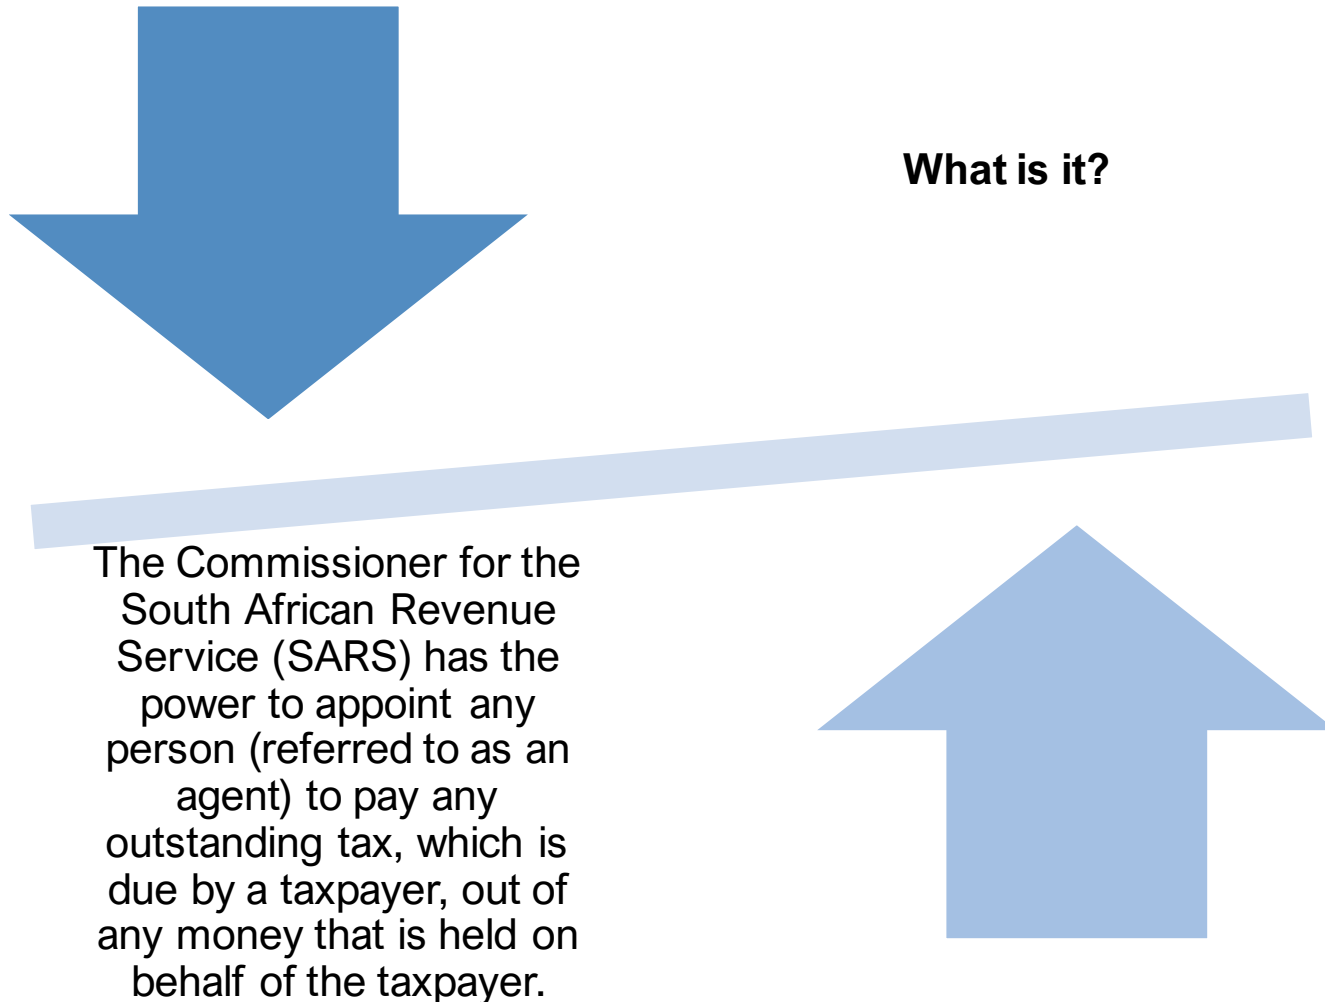 What is it?
The Commissioner for the
South African Revenue
Service (SARS) has the
power to appoint any
person (referred to as an
agent) to pay any
outstanding tax, which is
due by a taxpayer, out of
any money that is held on
behalf of the taxpayer.